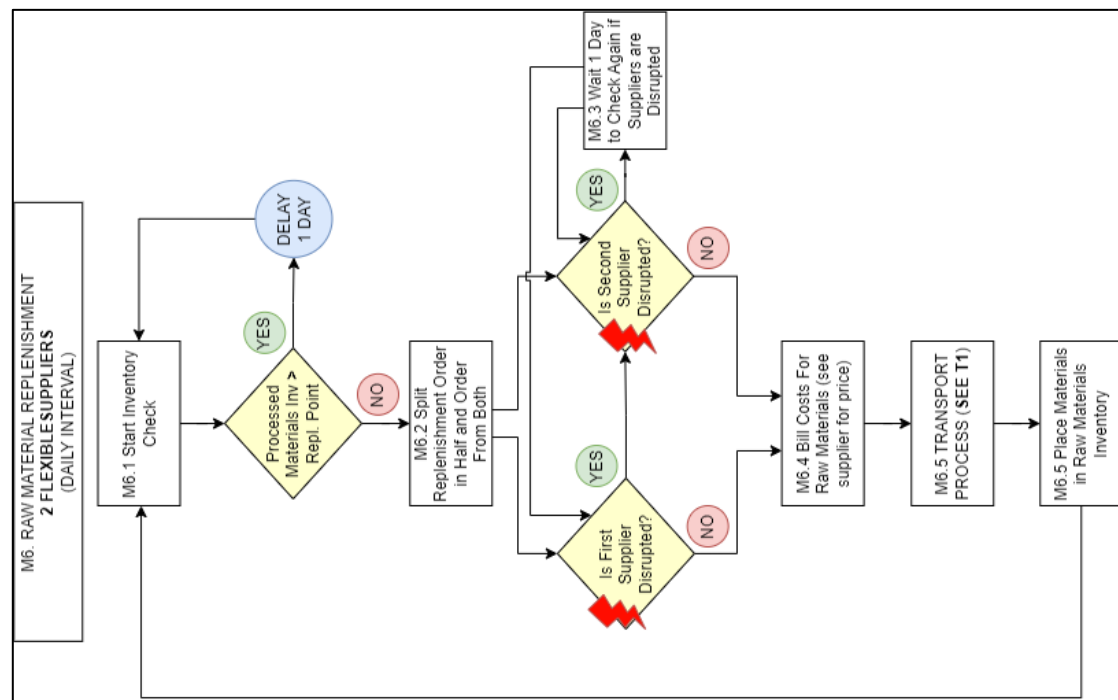 M6. RAW MATERIAL REPLENISHMENT
2 FLEXIBLESUPPLIERS
(DAILY INTERVAL)
M6.1 Start Inventory
Check
Processed
Materials Inv >
Repl. Point
YES
DELAY
1 DAY
NO
M6.2 Split
Replenishment Order
in Half and Order
From Both
Is First
Supplier
Disrupted?
YES
NO
Is Second
Supplier
Disrupted?
YES
NO
M6.3 Wait 1 Day
to Check Again if
Suppliers are
Disrupted
M6.4 Bill Costs For
Raw Materials (see
supplier for price)
M6.5 TRANSPORT
PROCESS (SEE T1)
M6.5 Place Materials
in Raw Materials
Inventory